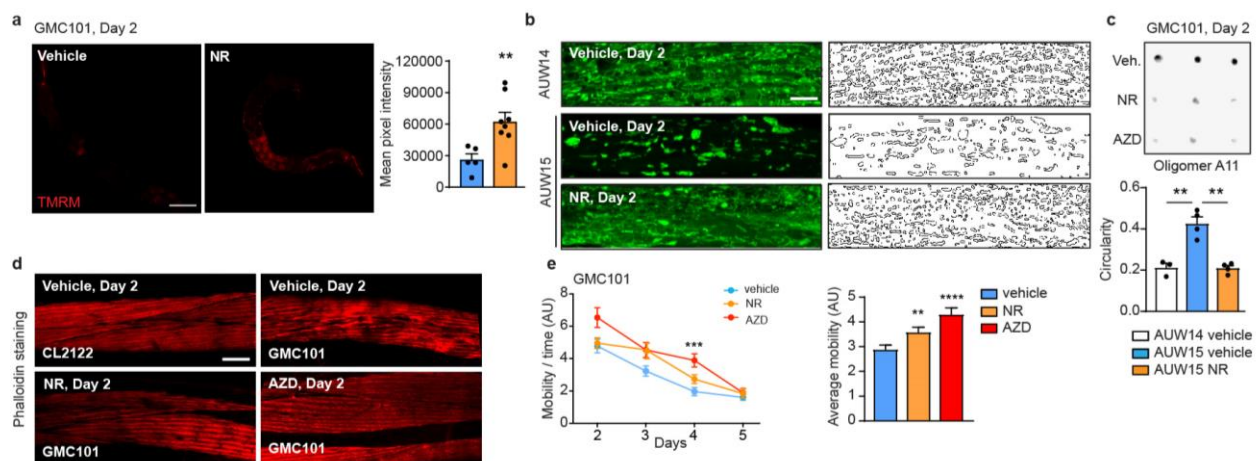 a
GMC101, Day 2
Vehicle
NR
TMRM
Mean pixel intensity
120000
90000
60000
30000
0
**
b
AUW14
Vehicle, Day 2
AUW15
Vehicle, Day 2
NR, Day 2
c
GMC101, Day 2
Veh.
NR
AZD
Oligomer A11
Circularity
0.6
0.4
0.2
0.0
** **
AUW14 vehicle
AUW15 vehicle
AUW15 NR
d
Phalloidin staining
Vehicle, Day 2
CL2122
Vehicle, Day 2
GMC101
NR, Day 2
GMC101
AZD, Day 2
GMC101
e
GMC101
Mobility / time (AU)
8
6
4
2
0
***
2 3 4 5
Days
vehicle
NR
AZD
Average mobility (AU)
5
4
3
2
1
0
**
****
vehicle
NR
AZD